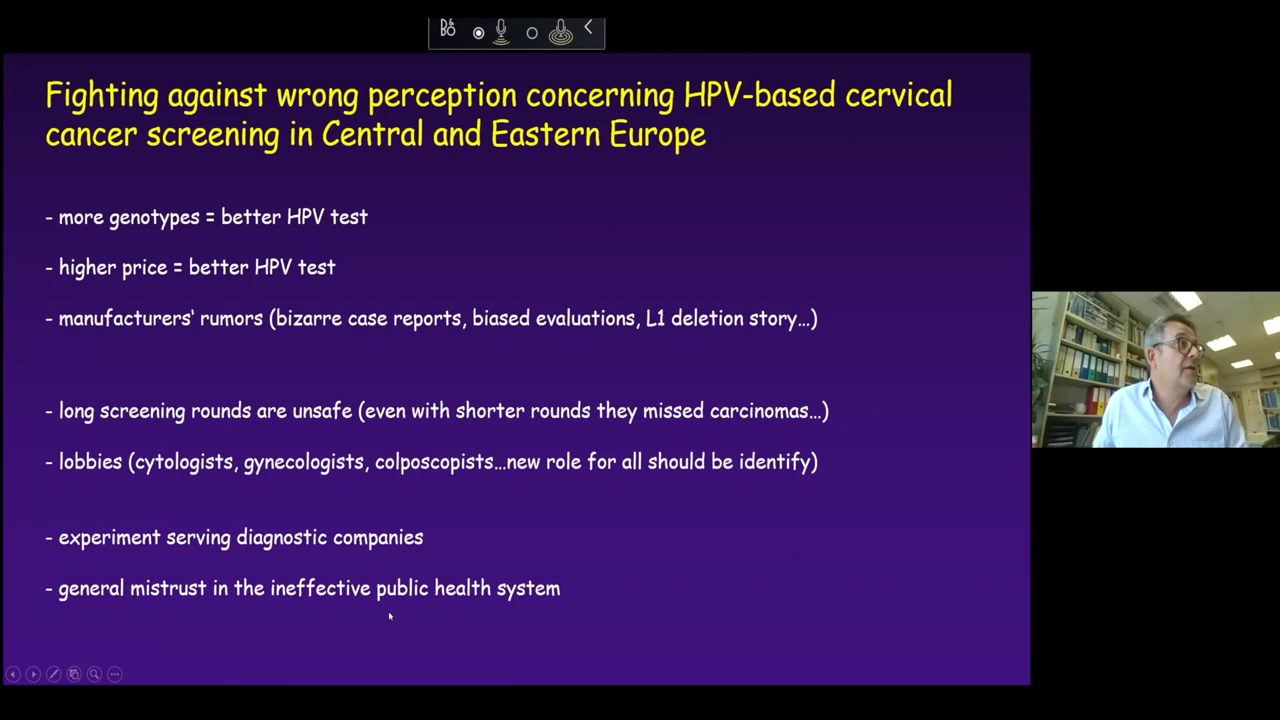 B&O
Fighting against wrong perception concerning HPV-based cervical
cancer screening in Central and Eastern Europe
- more genotypes = better HPV test
- higher price = better HPV test
- manufacturers' rumors (bizarre case reports, biased evaluations, L1 deletion story…)
- long screening rounds are unsafe (even with shorter rounds they missed carcinomas…)
- lobbies (cytologists, gynecologists, colposcopists…new role for all should be identify)
- experiment serving diagnostic companies
- general mistrust in the ineffective public health system